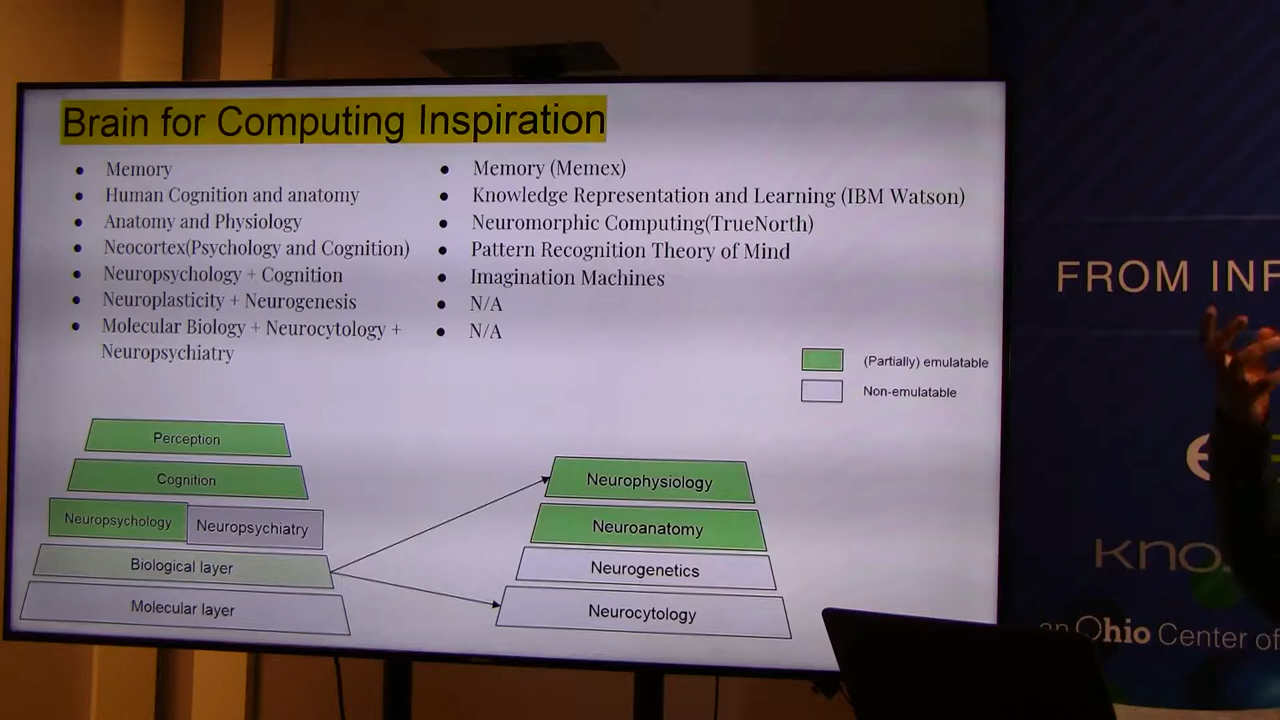 Brain for Computing Inspiration
● Memory
● Human Cognition and anatomy
● Anatomy and Physiology
● Neocortex(Psychology and Cognition)
● Neuropsychology + Cognition
● Neuroplasticity + Neurogenesis
● Molecular Biology + Neurocytology +
Neuropsychiatry
● Memory (Memex)
● Knowledge Representation and Learning (IBM Watson)
● Neuromorphic Computing(TrueNorth)
● Pattern Recognition Theory of Mind
● Imagination Machines
● N/A
● N/A
(Partially) emulatable
Non-emulatable
Perception
Cognition
Neuropsychology
Neuropsychiatry
Biological layer
Molecular layer
Neurophysiology
Neuroanatomy
Neurogenetics
Neurocytology
FROM INF
kno
an Ohio Center of